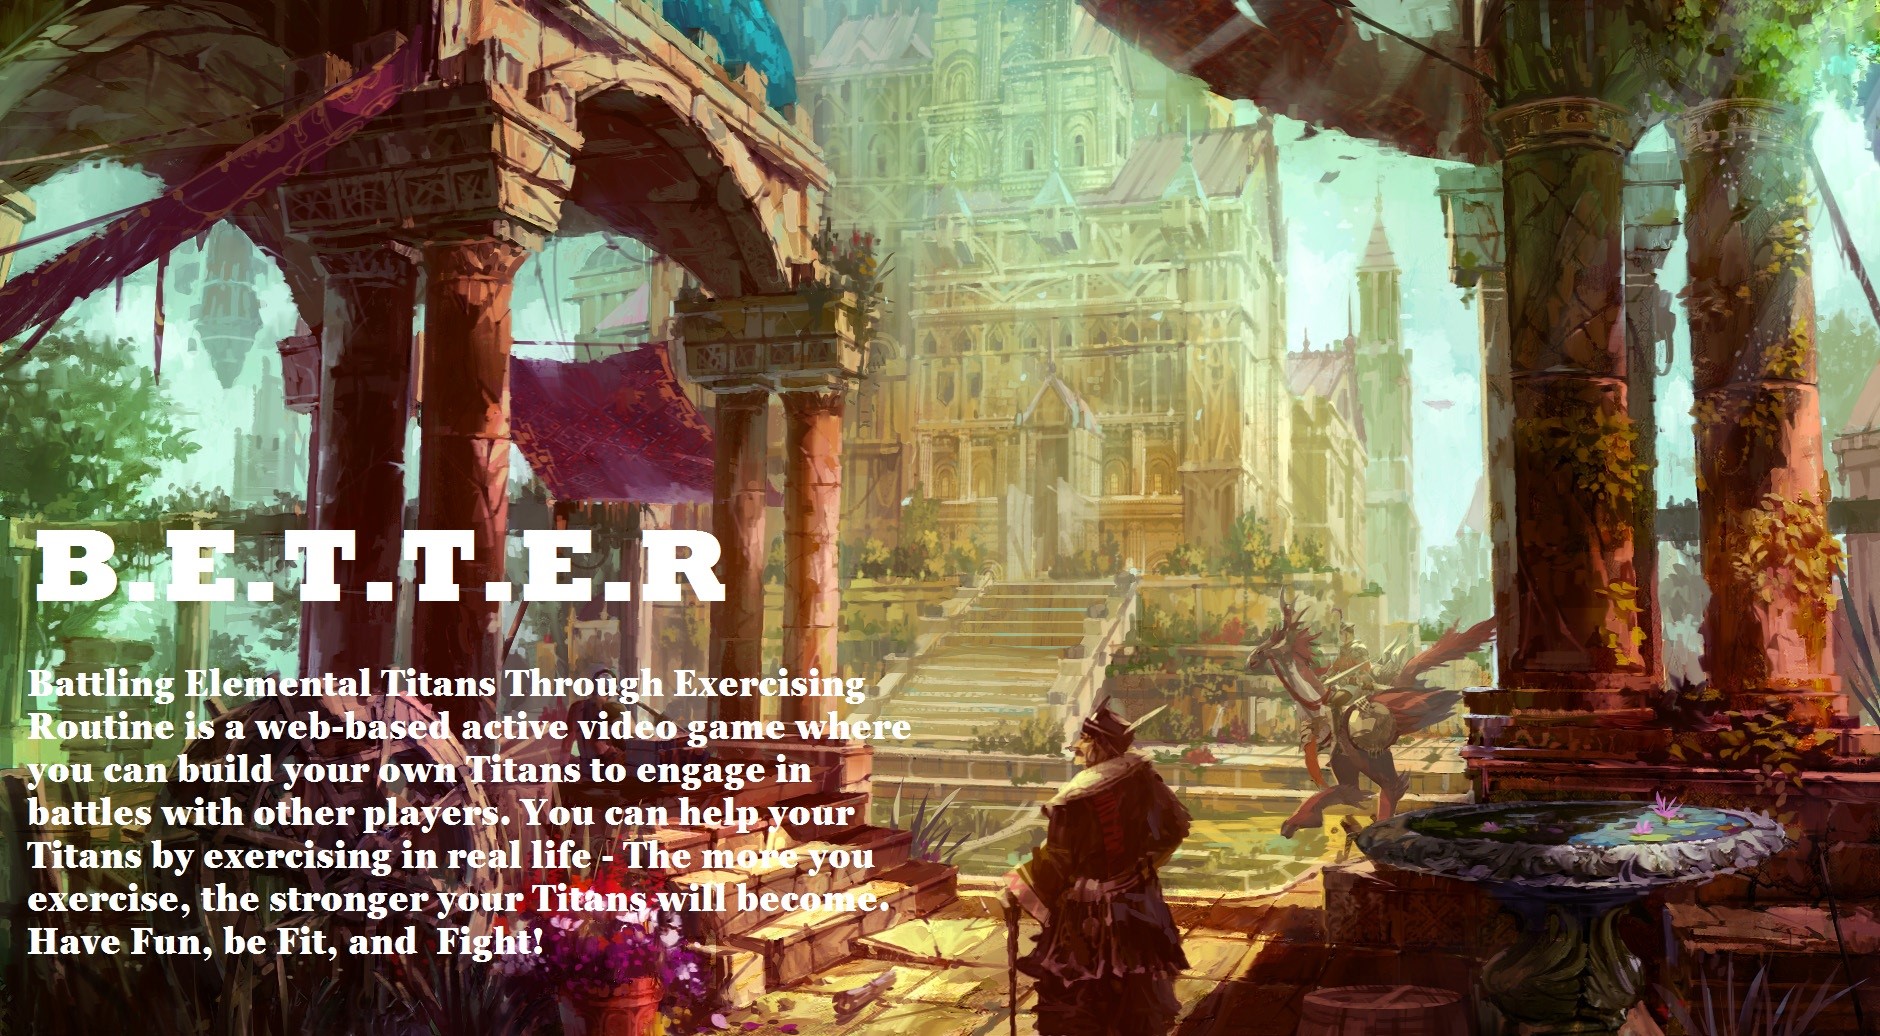 B.E.T.T.E.R
Battling Elemental Titans Through Exercising
Routine is a web-based active video game where
you can build your own Titans to engage in
battles with other players. You can help your
Titans by exercising in real life - The more you
exercise, the stronger your Titans will become.
Have Fun, be Fit, and  Fight!